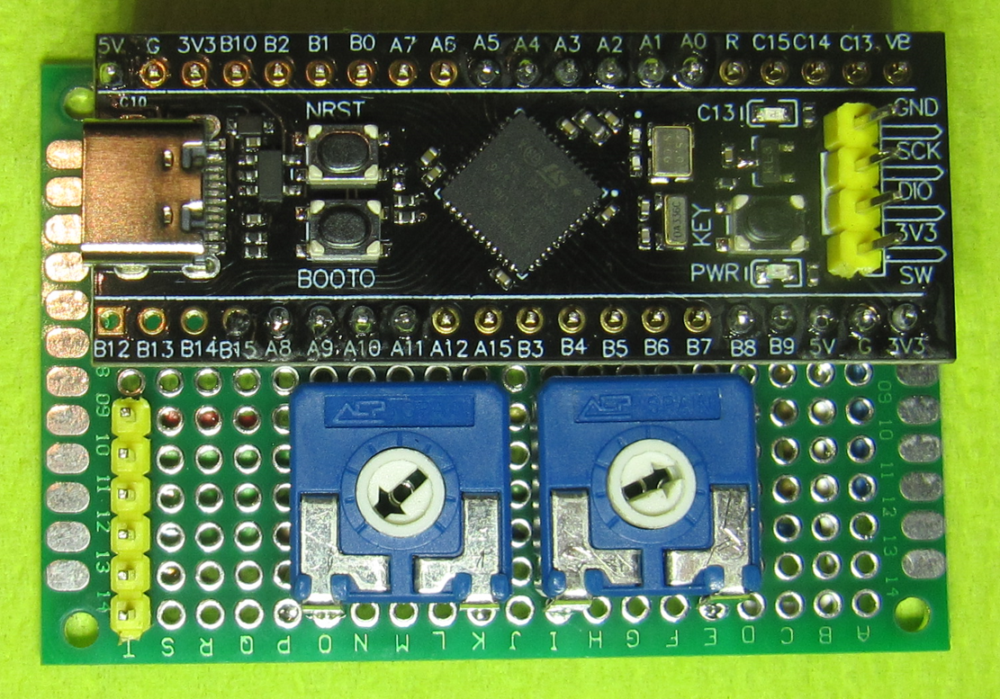 5V G 3V3 B10 B2 B1 B0 A7 A6 A5 A4 A3 A2 A1 A0 R C15 C14 C13 VB
C10
NRST
C13
GND
SCK
DIO
3V3
SW
KEY
BOOT0
PWR
B12 B13 B14 B15 A8 A9 A10 A11 A12 A15 B3 B4 B5 B6 B7 B8 B9 5V G 3V3
ACP
ACP
09
10
11
12
13
14
09
10
11
12
13
14
T S R Q P O N M L K J I H G F E D C B A